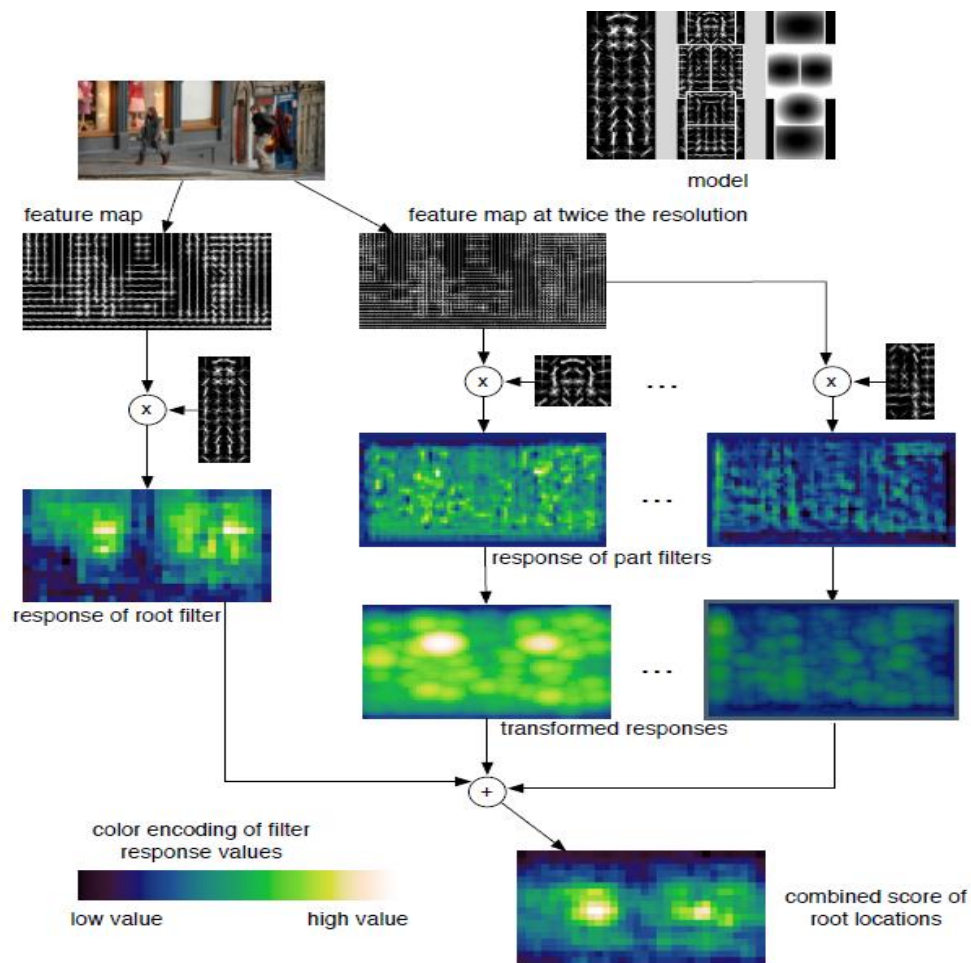 model
feature map
feature map at twice the resolution
x
x
. . .
x
. . .
response of part filters
response of root filter
. . .
transformed responses
+
color encoding of filter
response values
low value
high value
combined score of
root locations